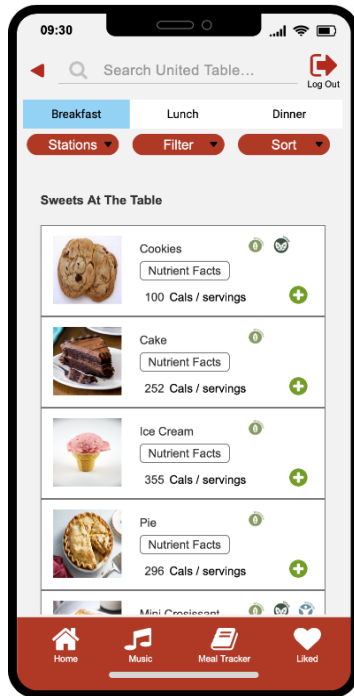 09:30
Search United Table...
Log Out
Breakfast Lunch Dinner
Stations Filter Sort
Sweets At The Table
Cookies
Nutrient Facts
100 Cals / servings
Cake
Nutrient Facts
252 Cals / servings
Ice Cream
Nutrient Facts
355 Cals / servings
Pie
Nutrient Facts
296 Cals / servings
Mini Crosissant
Home Music Meal Tracker Liked